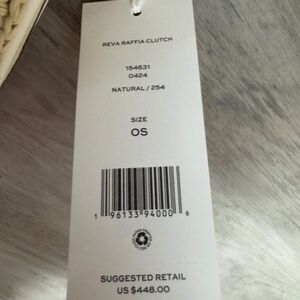 REVA RAFFIA CLUTCH
154631
0424
NATURAL / 254
SIZE
OS
1 96133 94000 6
SUGGESTED RETAIL
US $448.00